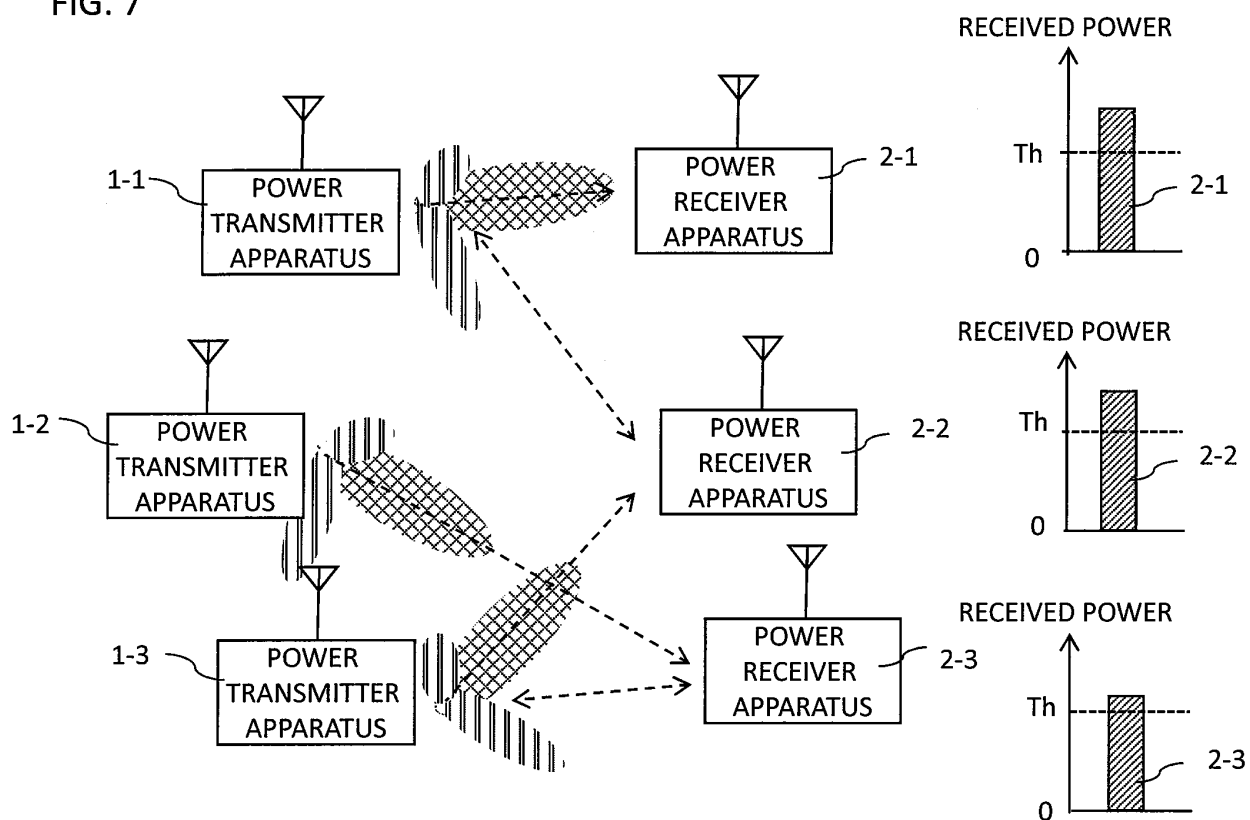 FIG. 7
RECEIVED POWER
1-1
POWER
TRANSMITTER
APPARATUS
POWER
RECEIVER
APPARATUS
2-1
Th
2-1
0
RECEIVED POWER
1-2
POWER
TRANSMITTER
APPARATUS
POWER
RECEIVER
APPARATUS
2-2
Th
2-2
0
RECEIVED POWER
1-3
POWER
TRANSMITTER
APPARATUS
POWER
RECEIVER
APPARATUS
2-3
Th
2-3
0